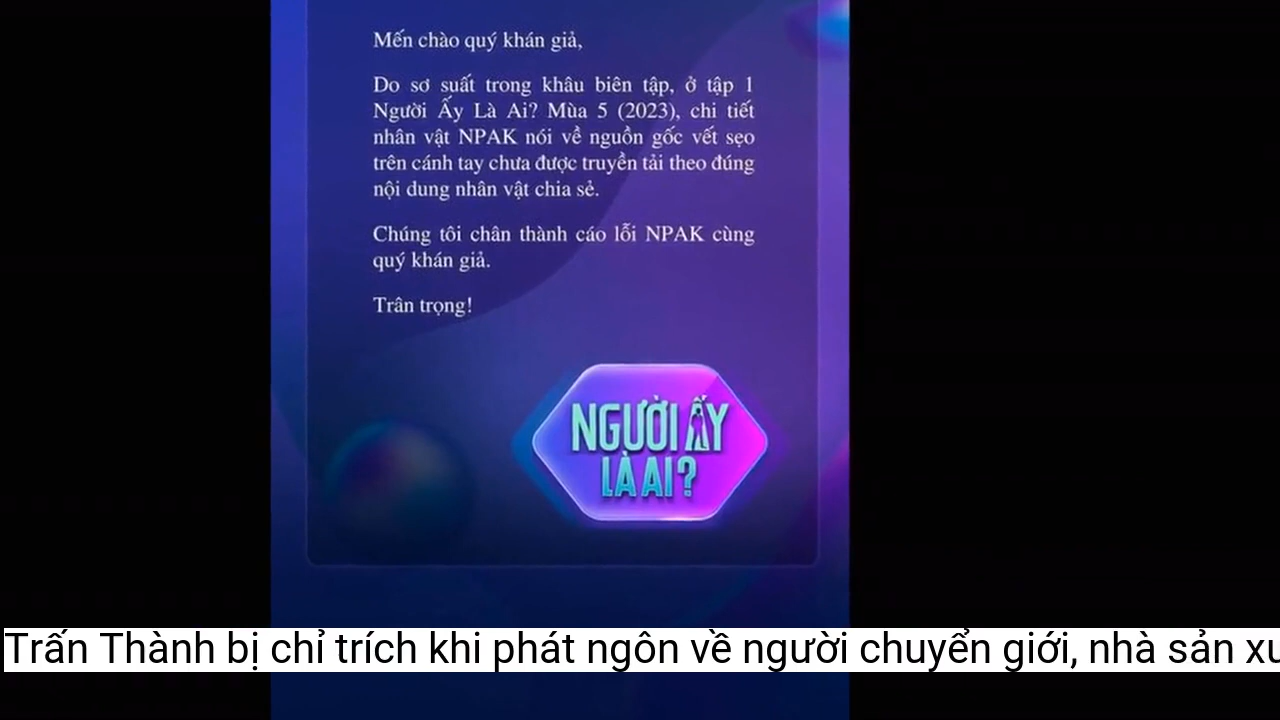 Mến chào quý khán giả,
Do sơ suất trong khâu biên tập, ở tập 1
Người Ấy Là Ai? Mùa 5 (2023), chi tiết
nhân vật NPAK nói về nguồn gốc vết sẹo
trên cánh tay chưa được truyền tải theo đúng
nội dung nhân vật chia sẻ.
Chúng tôi chân thành cáo lỗi NPAK cùng
quý khán giả.
Trân trọng!
NGƯỜI ẤY
LÀ AI?
Trấn Thành bị chỉ trích khi phát ngôn về người chuyển giới, nhà sản xu